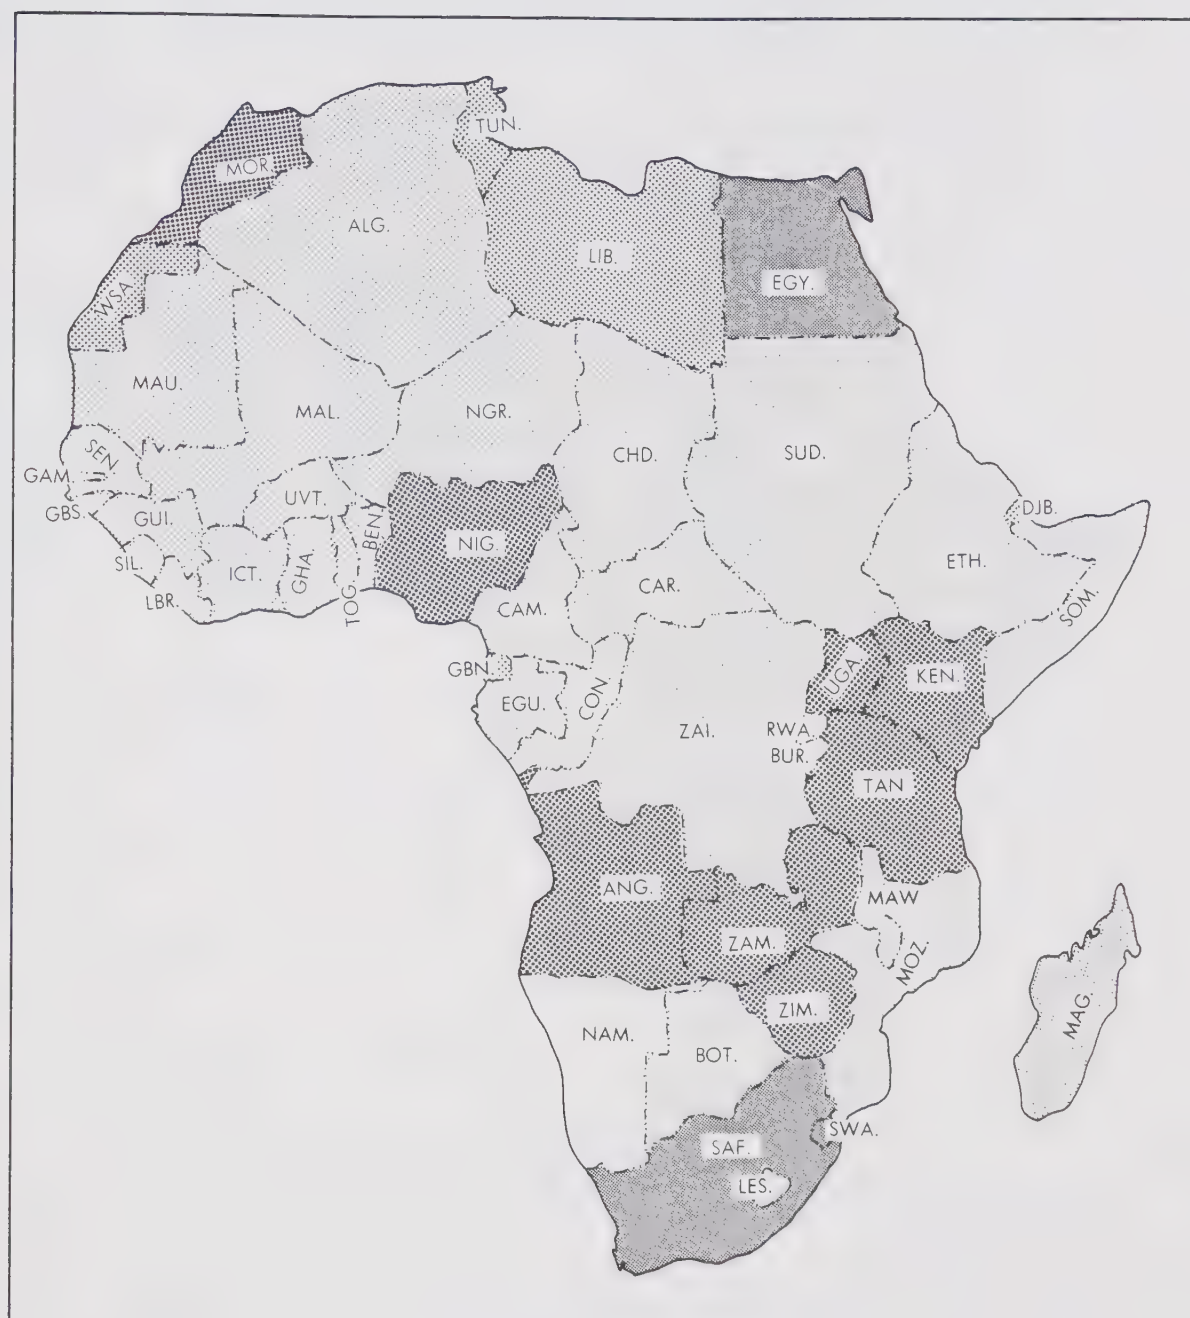 TUN.
MOR.
ALG.
LIB.
EGY.
WSA.
MAU.
MAL.
NGR.
CHD.
SUD.
SEN.
GAM.
GBS.
GUI.
UVT.
BEN.
NIG.
DJB.
SIL.
LBR.
ICT.
GHA.
TOG.
CAM.
CAR.
ETH.
SOM.
GBN.
EGU.
CON.
ZAI.
UGA.
KEN.
RWA.
BUR.
TAN
ANG.
ZAM.
MAW
MOZ.
ZIM.
MAG.
NAM.
BOT.
SWA.
SAF.
LES.